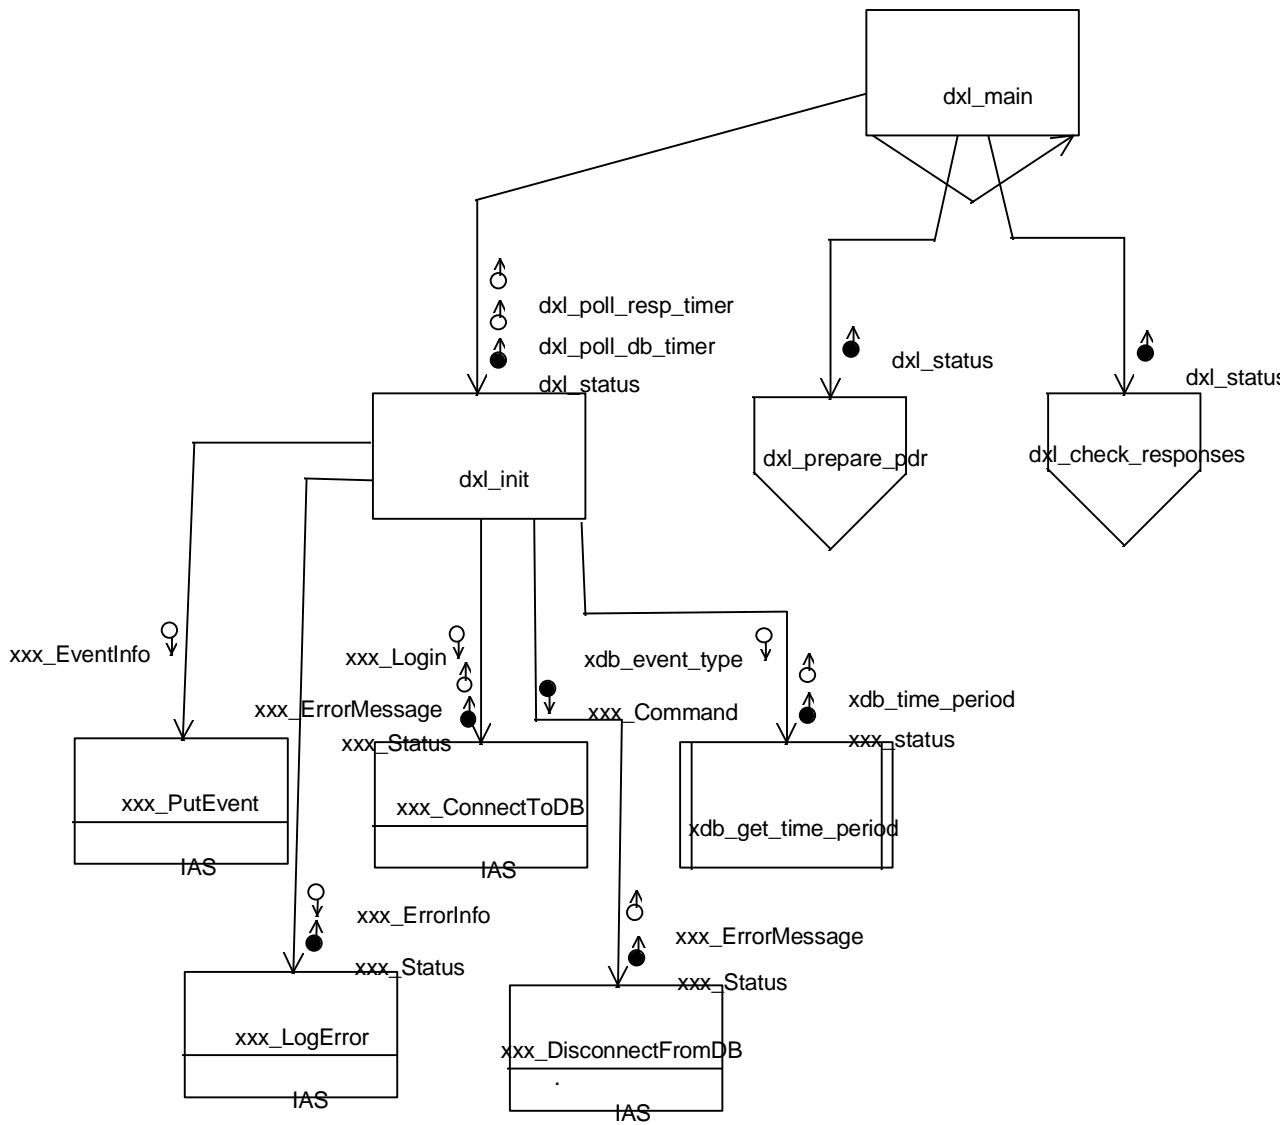 dxl_main
dxl_poll_resp_timer
dxl_poll_db_timer
dxl_status
dxl_status
dxl_status
dxl_init
dxl_prepare_pdr
dxl_check_responses
xxx_EventInfo
xxx_Login
xxx_ErrorMessage
xxx_Status
xxx_Command
xdb_event_type
xdb_time_period
xxx_status
xxx_PutEvent
IAS
xxx_ConnectToDB
IAS
xdb_get_time_period
xxx_ErrorInfo
xxx_Status
xxx_ErrorMessage
xxx_Status
xxx_LogError
IAS
xxx_DisconnectFromDB
.
IAS